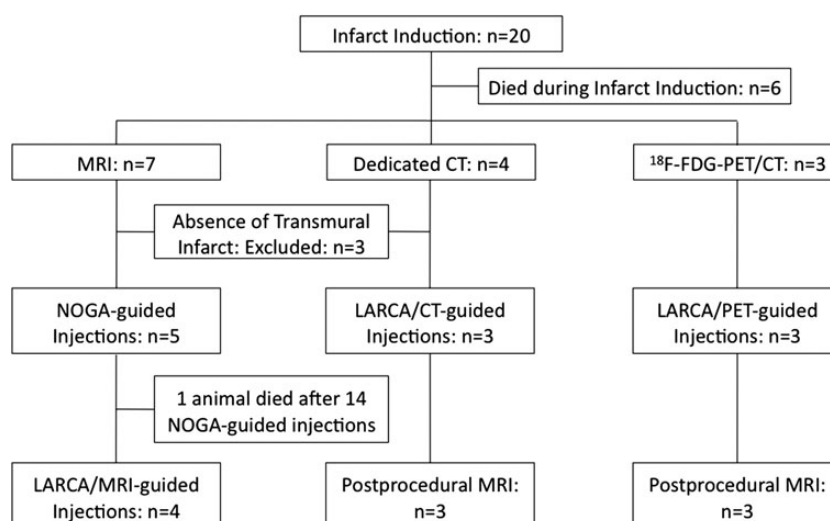 Infarct Induction: n=20
Died during Infarct Induction: n=6
MRI: n=7
Dedicated CT: n=4
¹⁸F-FDG-PET/CT: n=3
Absence of Transmural
Infarct: Excluded: n=3
NOGA-guided
Injections: n=5
LARCA/CT-guided
Injections: n=3
LARCA/PET-guided
Injections: n=3
1 animal died after 14
NOGA-guided injections
LARCA/MRI-guided
Injections: n=4
Postprocedural MRI:
n=3
Postprocedural MRI:
n=3